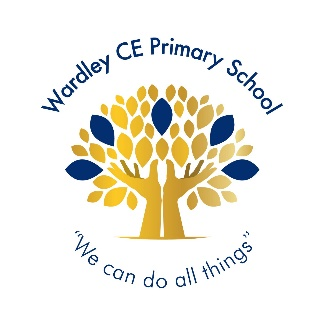 Wardley CE Primary School
“We can do all things”